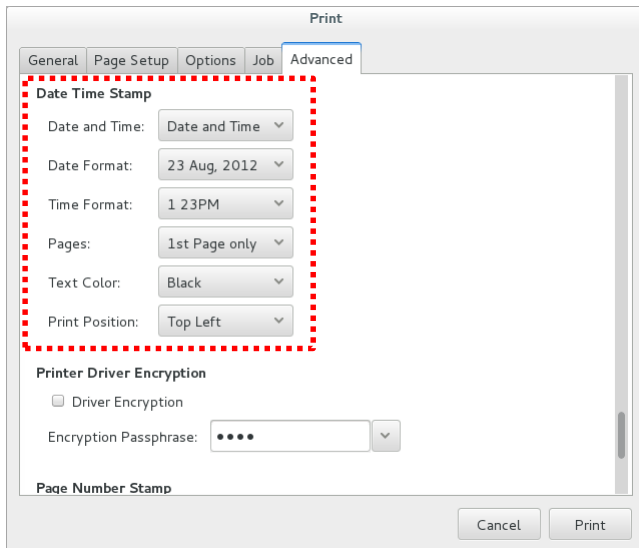 Print
General Page Setup Options Job Advanced
Date Time Stamp
Date and Time: Date and Time
Date Format: 23 Aug, 2012
Time Format: 1 23PM
Pages: 1st Page only
Text Color: Black
Print Position: Top Left
Printer Driver Encryption
Driver Encryption
Encryption Passphrase: ●●●●
Page Number Stamp
Cancel Print